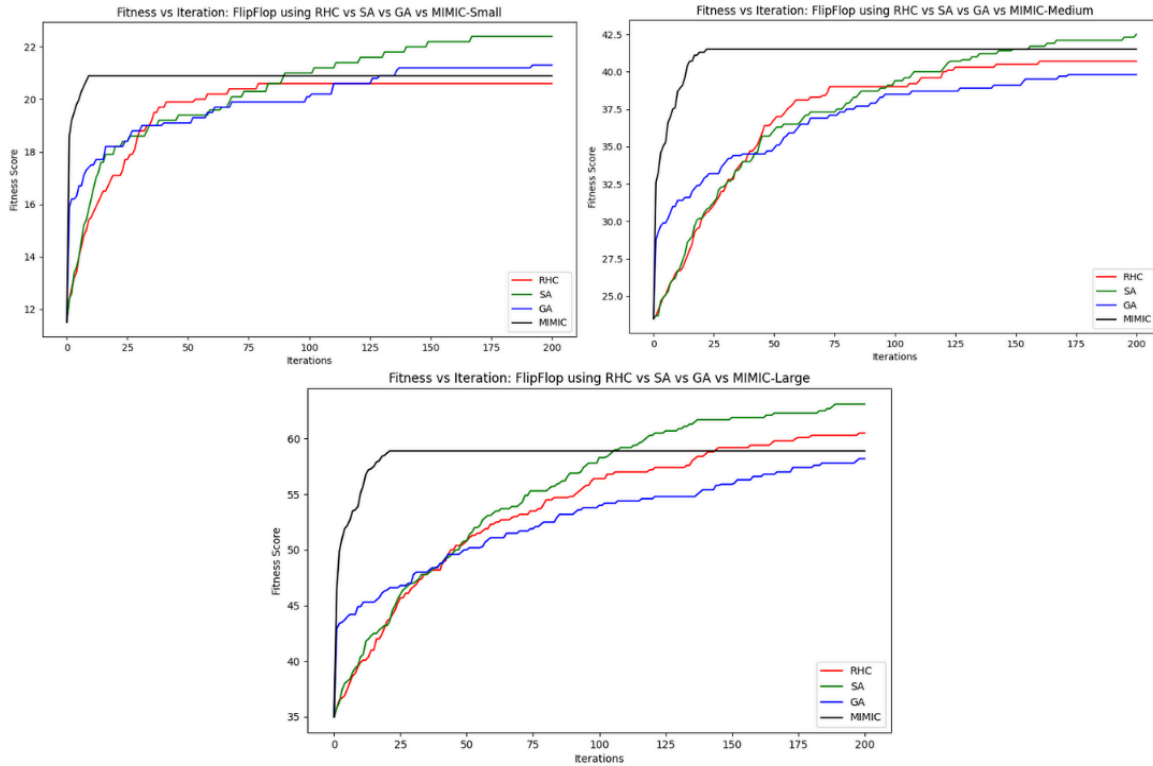 Fitness vs Iteration: FlipFlop using RHC vs SA vs GA vs MIMIC-Small
Fitness Score
22
20
18
16
14
12
0 25 50 75 100 125 150 175 200
Iterations
RHC
SA
GA
MIMIC
Fitness vs Iteration: FlipFlop using RHC vs SA vs GA vs MIMIC-Medium
Fitness Score
42.5
40.0
37.5
35.0
32.5
30.0
27.5
25.0
0 25 50 75 100 125 150 175 200
Iterations
RHC
SA
GA
MIMIC
Fitness vs Iteration: FlipFlop using RHC vs SA vs GA vs MIMIC-Large
Fitness Score
60
55
50
45
40
35
0 25 50 75 100 125 150 175 200
Iterations
RHC
SA
GA
MIMIC